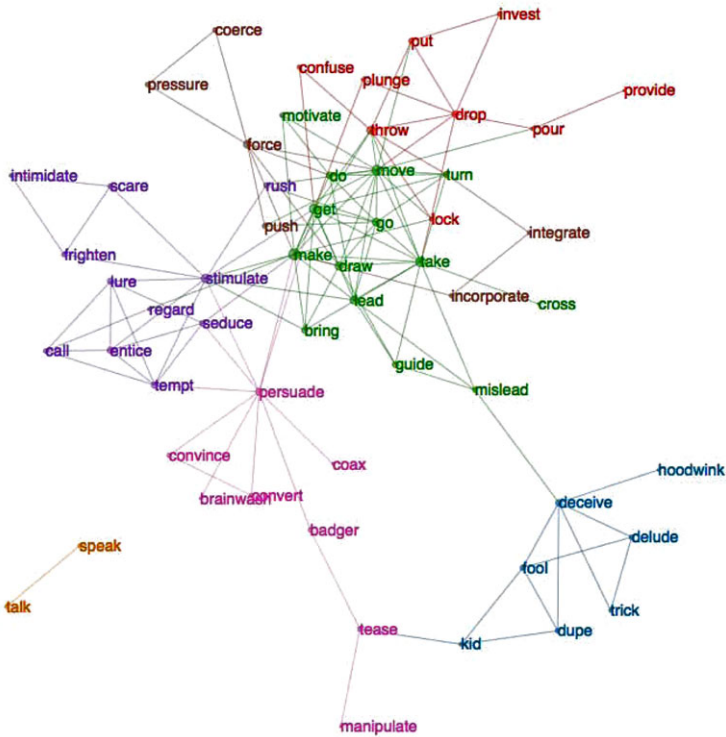 invest
coerce
put
confuse
plunge
pressure
provide
motivate
drop
throw
pour
force
move
do
turn
intimidate
scare
rush
get
lock
push
go
integrate
frighten
make
draw
take
lure
stimulate
incorporate
lead
cross
regard
seduce
bring
call
entice
guide
tempt
persuade
mislead
convince
coax
hoodwink
brainwash
convert
deceive
badger
delude
speak
fool
talk
trick
tease
dupe
kid
manipulate